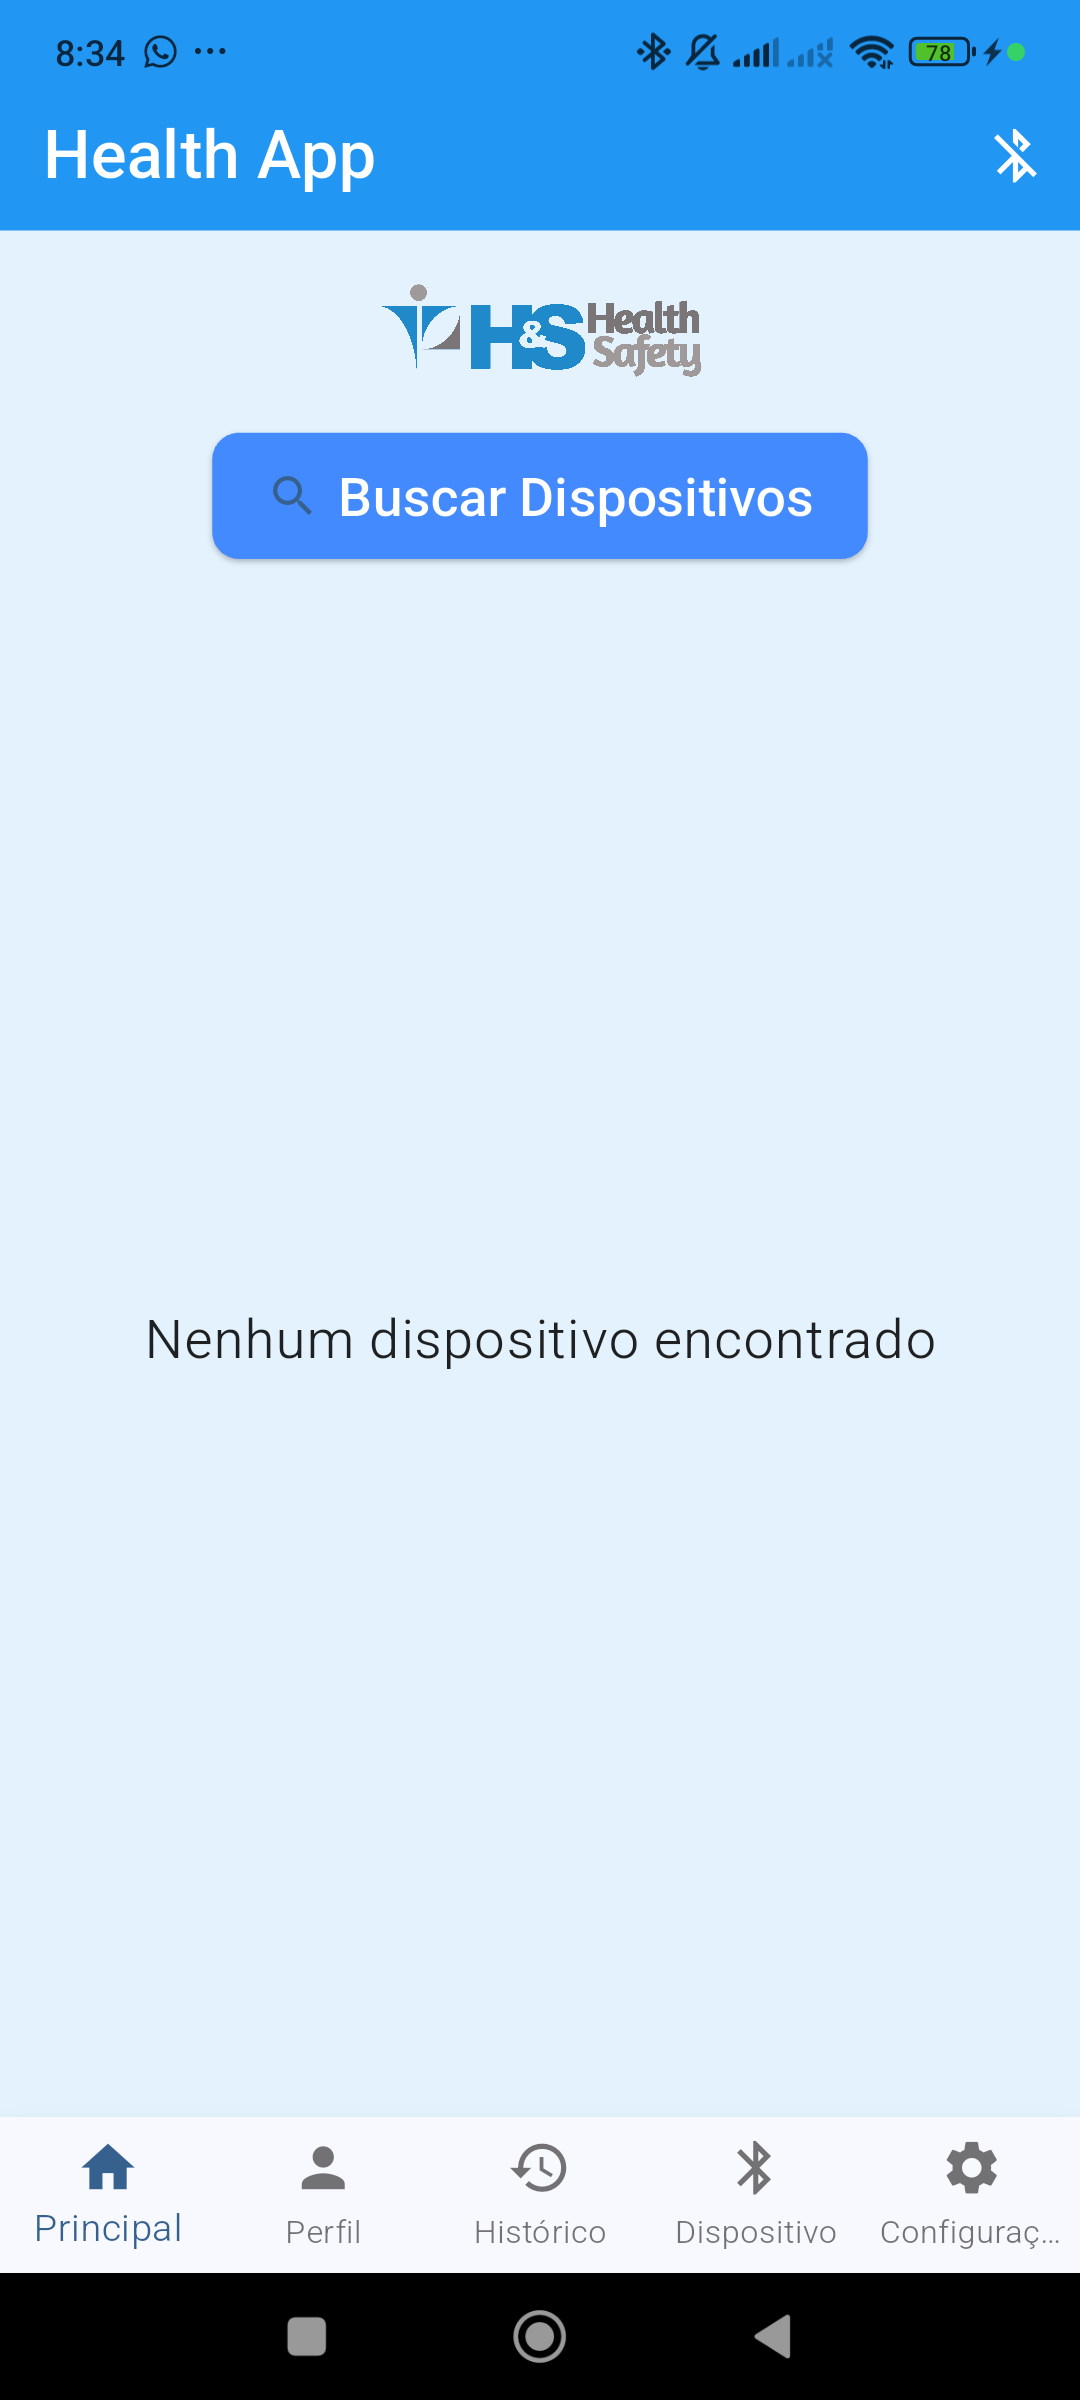 8:34
78
Health App
H&S Health
Safety
Buscar Dispositivos
Nenhum dispositivo encontrado
Principal
Perfil
Histórico
Dispositivo
Configuraç...